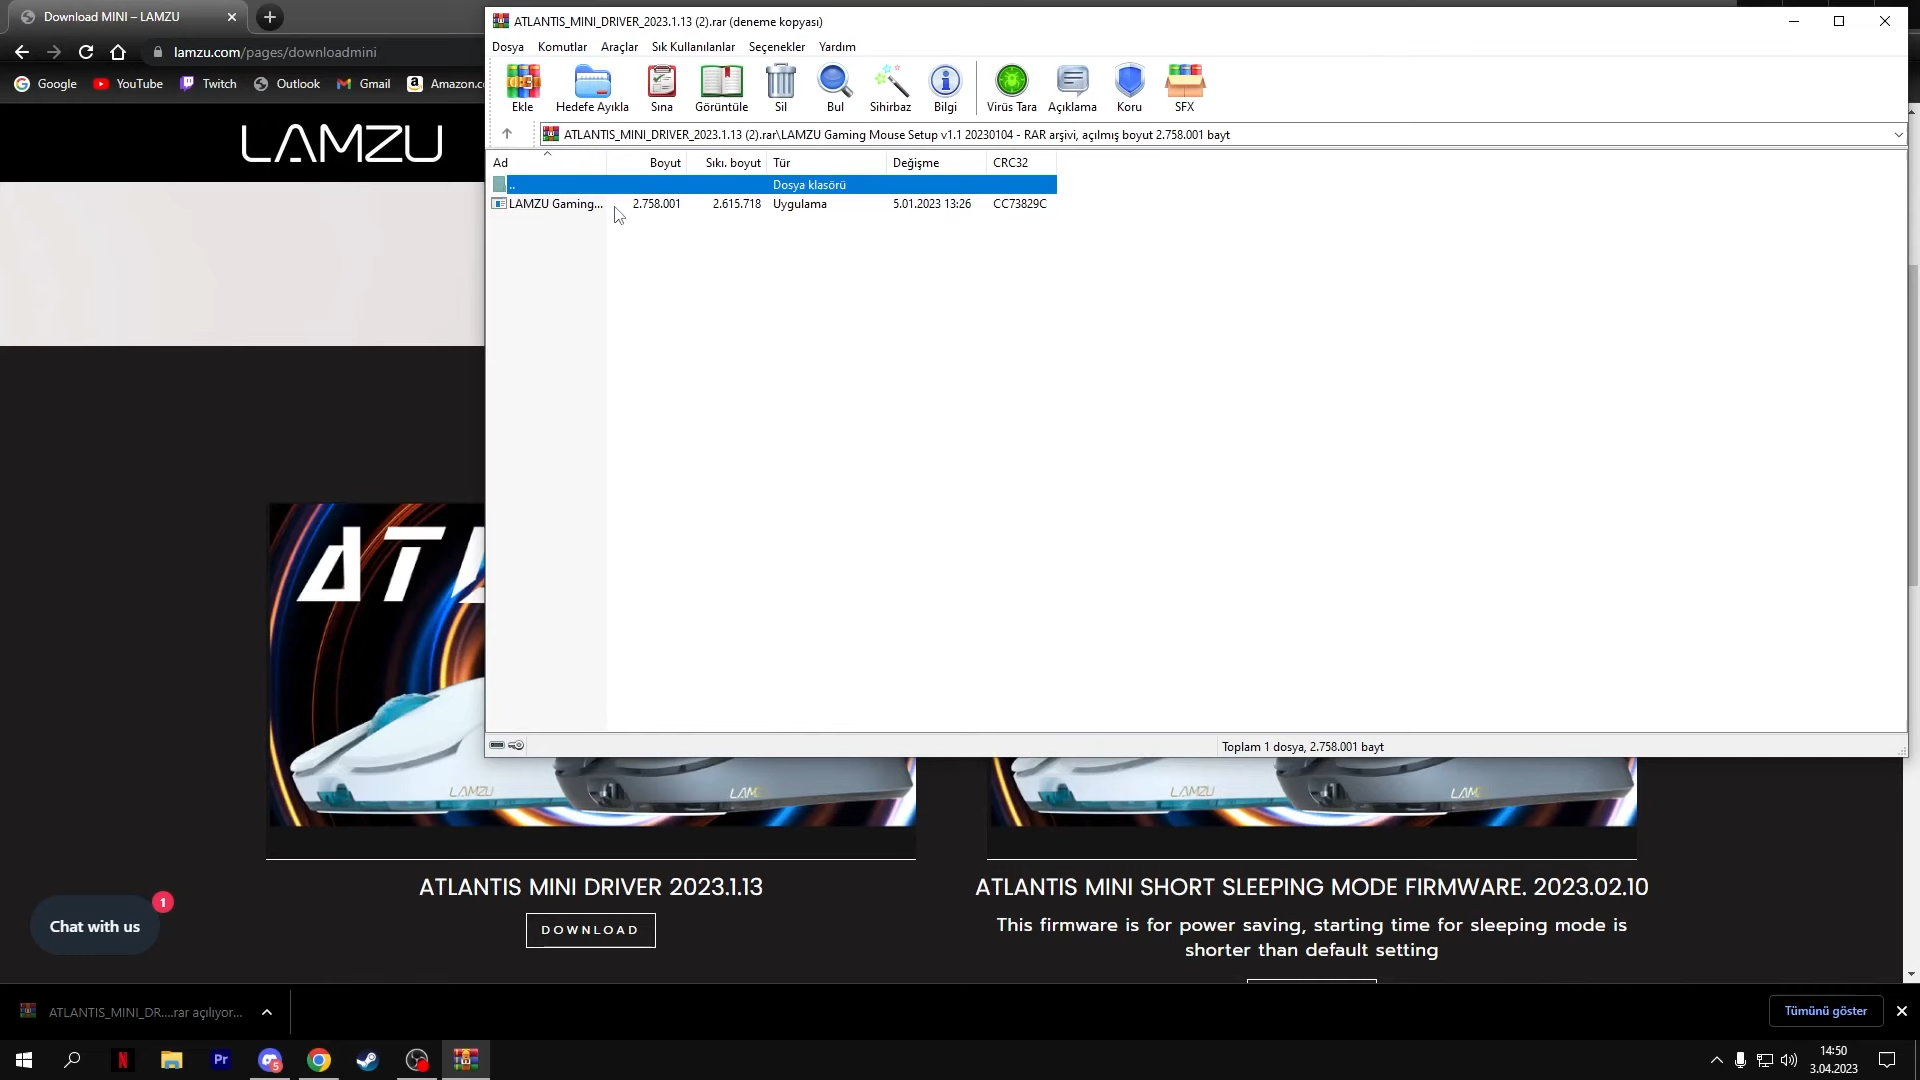 Download MINI – LAMZU
lamzu.com/pages/downloadmini
Google YouTube Twitch Outlook Gmail Amazon.c
LAMZU
ATLANTIS_MINI_DRIVER_2023.1.13 (2).rar (deneme kopyası)
Dosya Komutlar Araçlar Sık Kullanılanlar Seçenekler Yardım
Ekle Hedefe Ayıkla Sına Görüntüle Sil Bul Sihirbaz Bilgi Virüs Tara Açıklama Koru SFX
ATLANTIS_MINI_DRIVER_2023.1.13 (2).rar\LAMZU Gaming Mouse Setup v1.1 20230104 - RAR arşivi, açılmış boyut 2.758.001 bayt
Ad Boyut Sıkı. boyut Tür Değişme CRC32
.. Dosya klasörü
LAMZU Gaming... 2.758.001 2.615.718 Uygulama 5.01.2023 13:26 CC73829C
Toplam 1 dosya, 2.758.001 bayt
AT
LAMZU LAMZ LAMZU LAMZ
ATLANTIS MINI DRIVER 2023.1.13
DOWNLOAD
ATLANTIS MINI SHORT SLEEPING MODE FIRMWARE. 2023.02.10
This firmware is for power saving, starting time for sleeping mode is
shorter than default setting
Chat with us
1
ATLANTIS_MINI_DR....rar açılıyor...
Tümünü göster
N Pr 5
14:50
3.04.2023